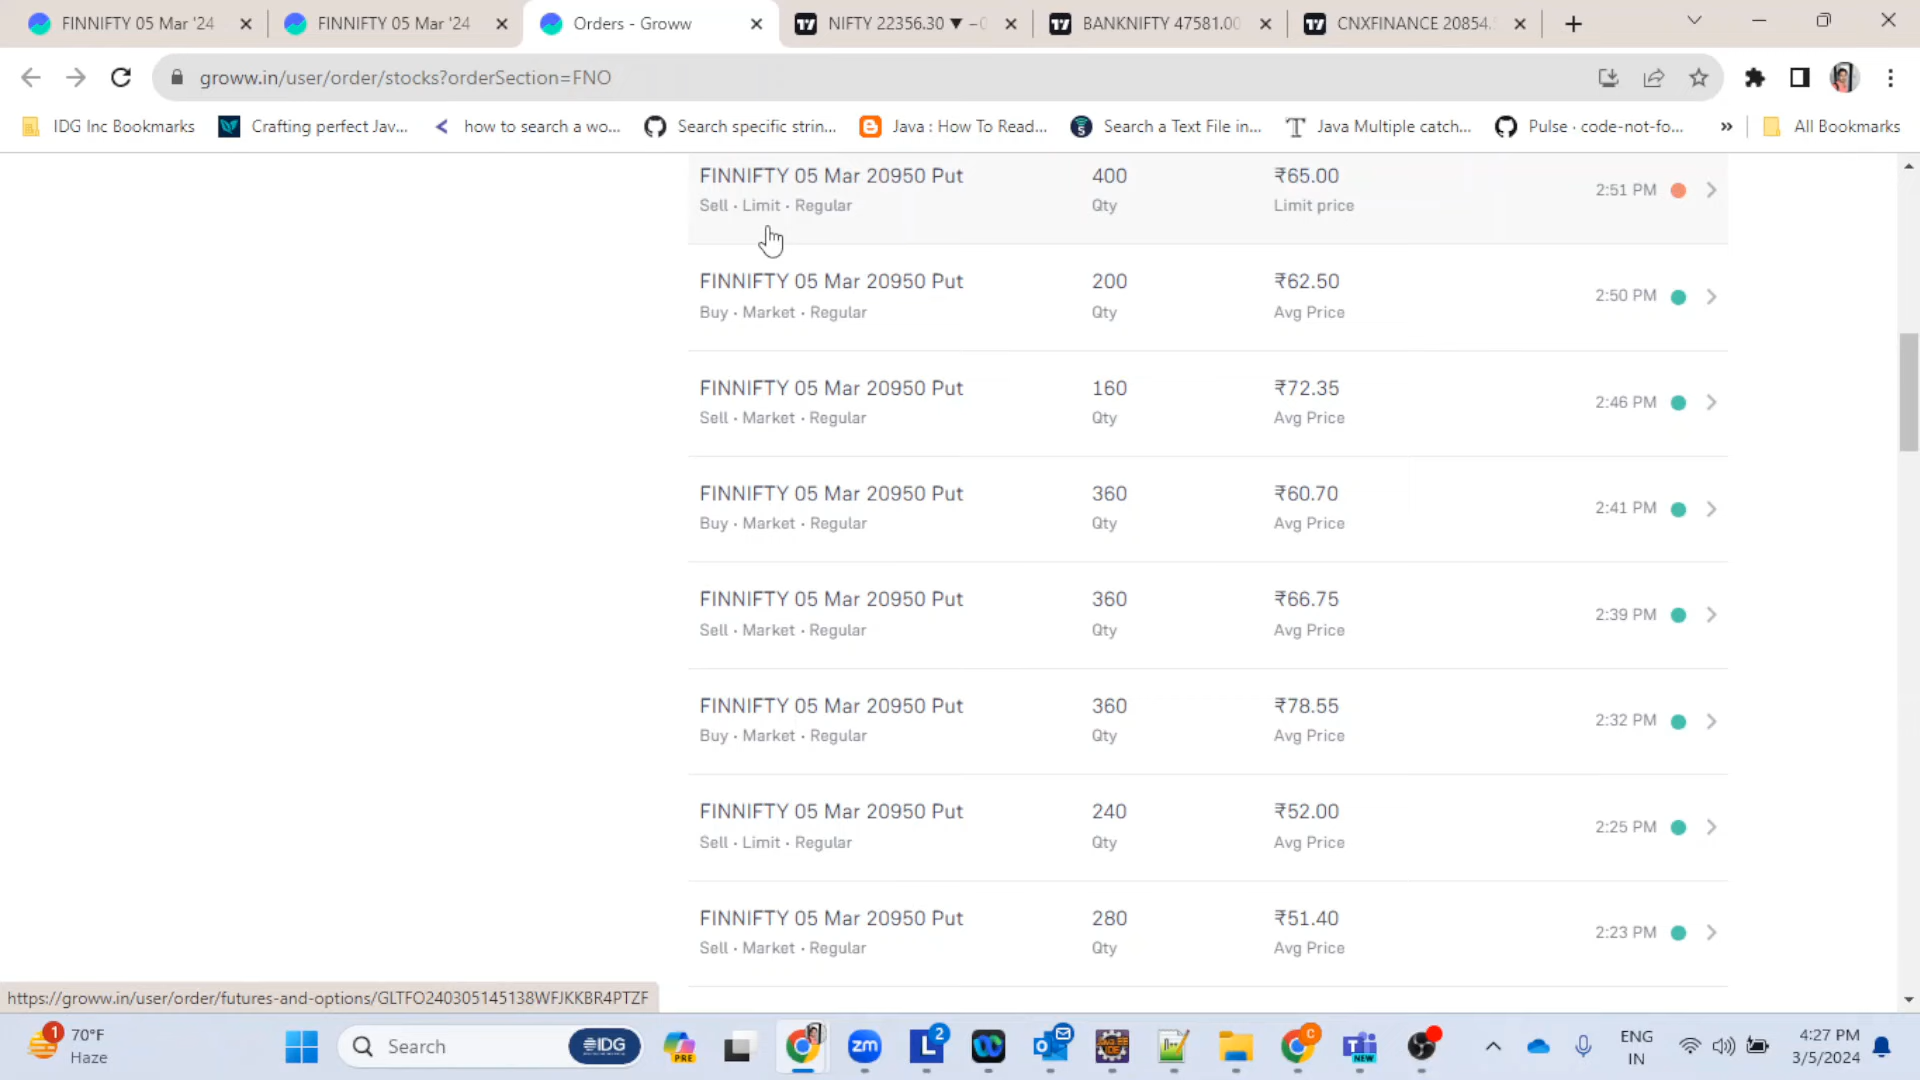 FINNIFTY 05 Mar '24
FINNIFTY 05 Mar '24
Orders - Groww
NIFTY 22356.30 ▼ −0
BANKNIFTY 47581.00
CNXFINANCE 20854.
groww.in/user/order/stocks?orderSection=FNO
IDG Inc Bookmarks
Crafting perfect Jav...
how to search a wo...
Search specific strin...
Java : How To Read...
Search a Text File in...
Java Multiple catch...
Pulse · code-not-fo...
»
All Bookmarks
FINNIFTY 05 Mar 20950 Put 400 ₹65.00
Sell · Limit · Regular Qty Limit price 2:51 PM
FINNIFTY 05 Mar 20950 Put 200 ₹62.50
Buy · Market · Regular Qty Avg Price 2:50 PM
FINNIFTY 05 Mar 20950 Put 160 ₹72.35
Sell · Market · Regular Qty Avg Price 2:46 PM
FINNIFTY 05 Mar 20950 Put 360 ₹60.70
Buy · Market · Regular Qty Avg Price 2:41 PM
FINNIFTY 05 Mar 20950 Put 360 ₹66.75
Sell · Market · Regular Qty Avg Price 2:39 PM
FINNIFTY 05 Mar 20950 Put 360 ₹78.55
Buy · Market · Regular Qty Avg Price 2:32 PM
FINNIFTY 05 Mar 20950 Put 240 ₹52.00
Sell · Limit · Regular Qty Avg Price 2:25 PM
FINNIFTY 05 Mar 20950 Put 280 ₹51.40
Sell · Market · Regular Qty Avg Price 2:23 PM
https://groww.in/user/order/futures-and-options/GLTFO240305145138WFJKKBR4PTZF
1
70°F
Haze
Search
IDG
PRE
zm
L
2
NEW
ENG
IN
4:27 PM
3/5/2024